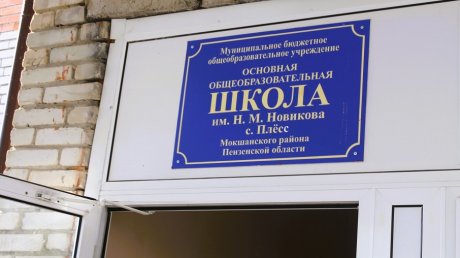 Муниципальное бюджетное
общеобразовательное учреждение
ОСНОВНАЯ
ОБЩЕОБРАЗОВАТЕЛЬНАЯ
ШКОЛА
им. Н. М. Новикова
с. Плёсс
Мокшанского района
Пензенской области